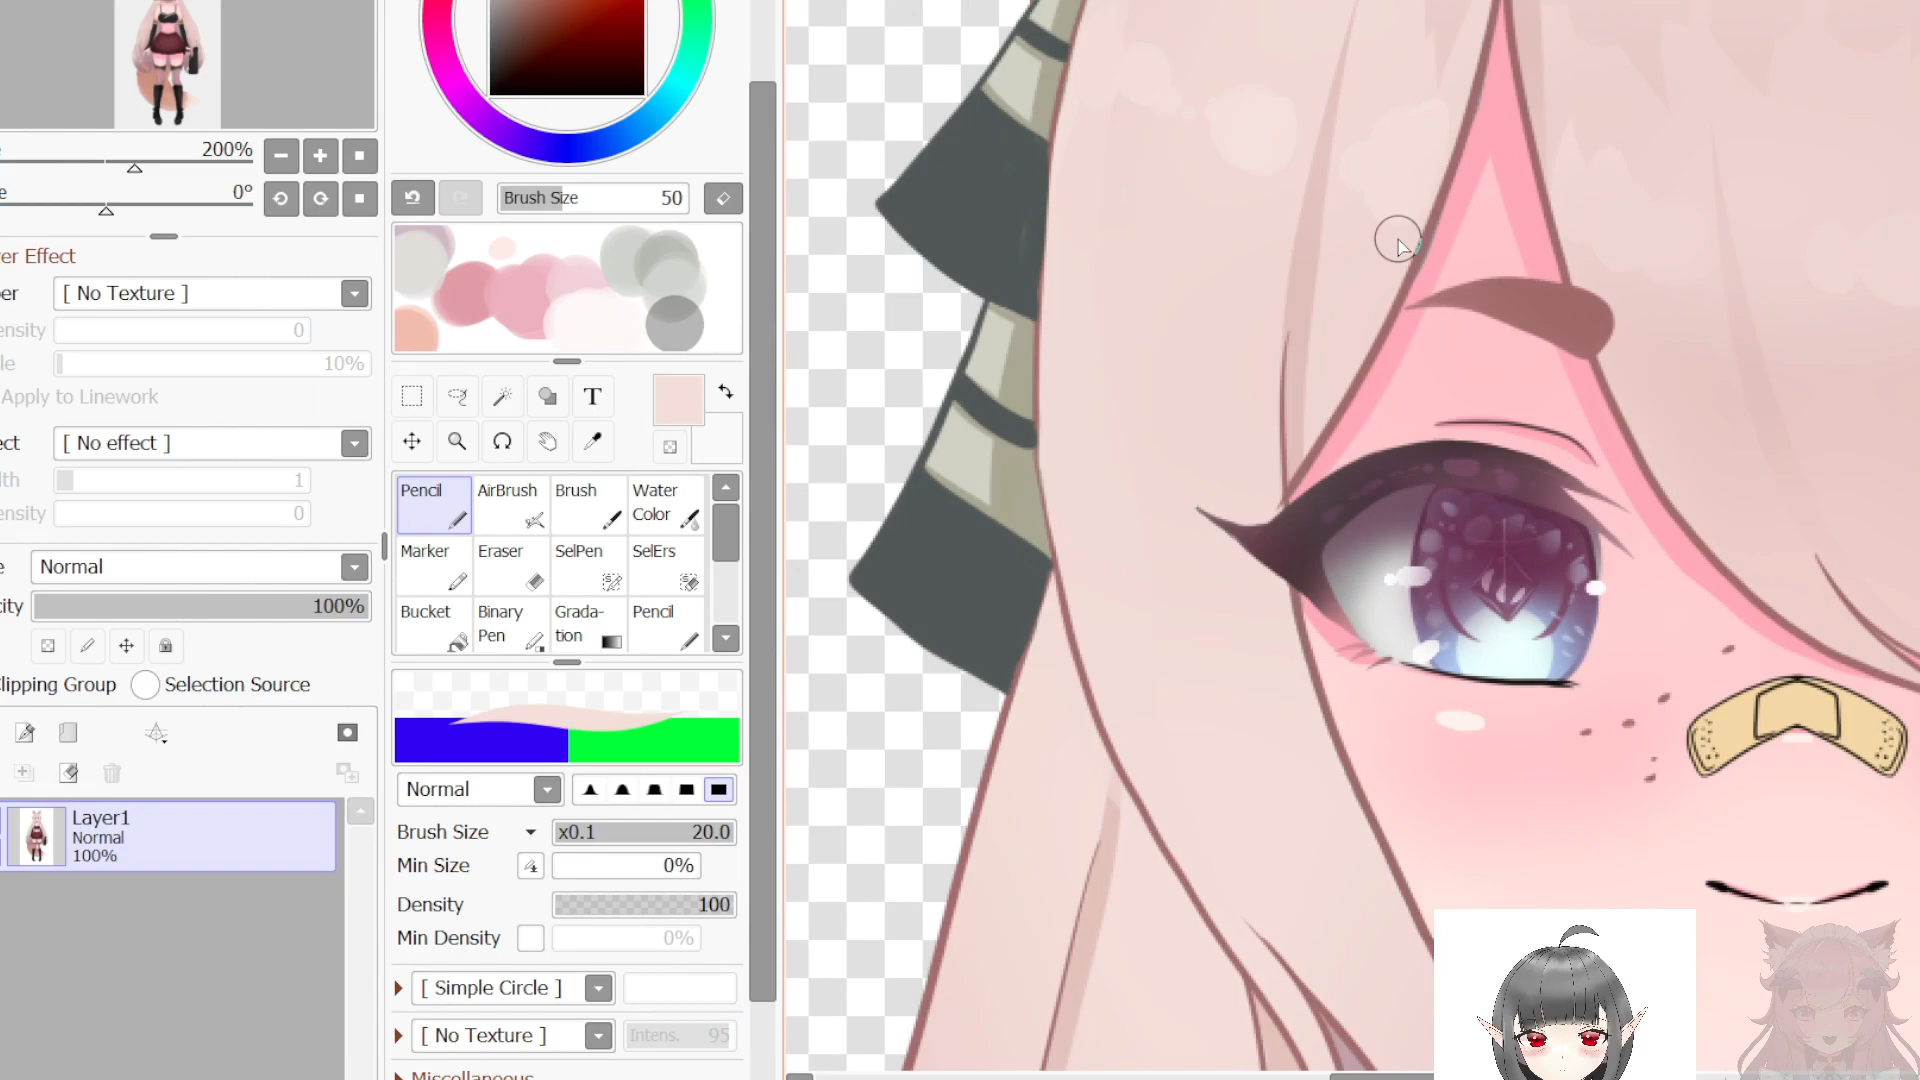 200%
0°
er Effect
er
[ No Texture ]
ensity
0
le
10%
Apply to Linework
ect
[ No effect ]
lth
1
ensity
0
e
Normal
city
100%
lipping Group
Selection Source
Layer1
Normal
100%
Brush Size
50
T
Pencil
AirBrush
Brush
Water
Color
Marker
Eraser
SelPen
SelErs
Bucket
Binary
Pen
Grada-
tion
Pencil
Normal
Brush Size
x0.1
20.0
Min Size
0%
Density
100
Min Density
0%
[ Simple Circle ]
[ No Texture ]
Intens.
95
Miscellaneous